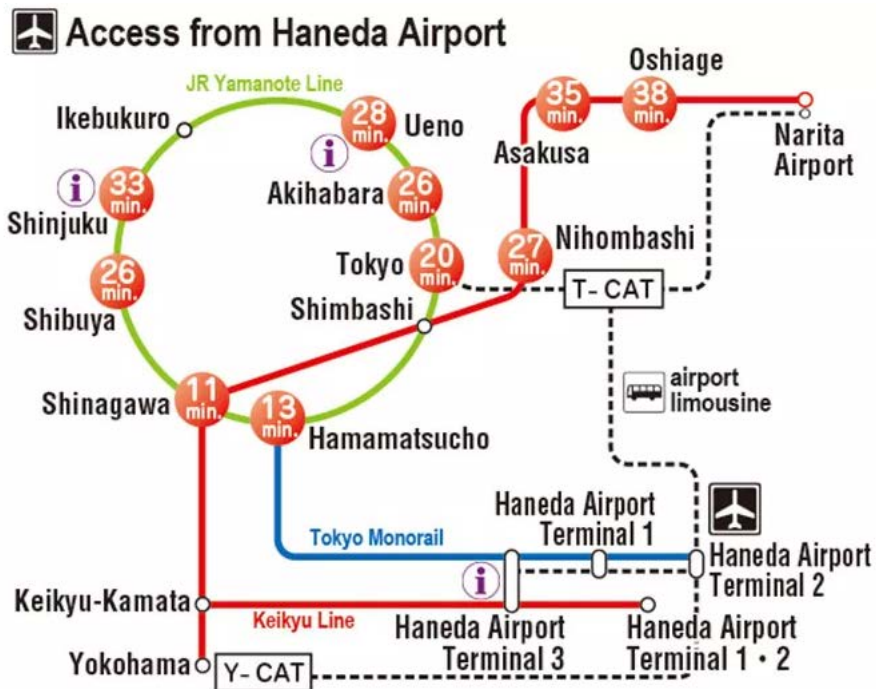 Access from Haneda Airport
JR Yamanote Line
Oshiage
Ikebukuro
28
min.
Ueno
35
min.
38
min.
Narita
Airport
Asakusa
i
i
33
min.
Shinjuku
Akihabara
26
min.
26
min.
Shibuya
Tokyo
20
min.
27
min.
Nihombashi
T-CAT
Shimbashi
airport
limousine
Shinagawa
11
min.
13
min.
Hamamatsucho
Haneda Airport
Terminal 1
Tokyo Monorail
Haneda Airport
Terminal 2
i
Keikyu-Kamata
Keikyu Line
Haneda Airport
Terminal 3
Haneda Airport
Terminal 1・2
Yokohama
Y-CAT